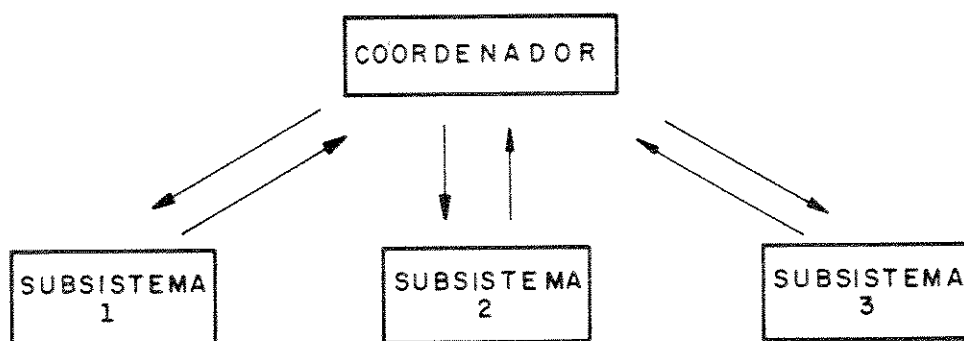 COORDENADOR
SUBSISTEMA
1
SUBSISTEMA
2
SUBSISTEMA
3